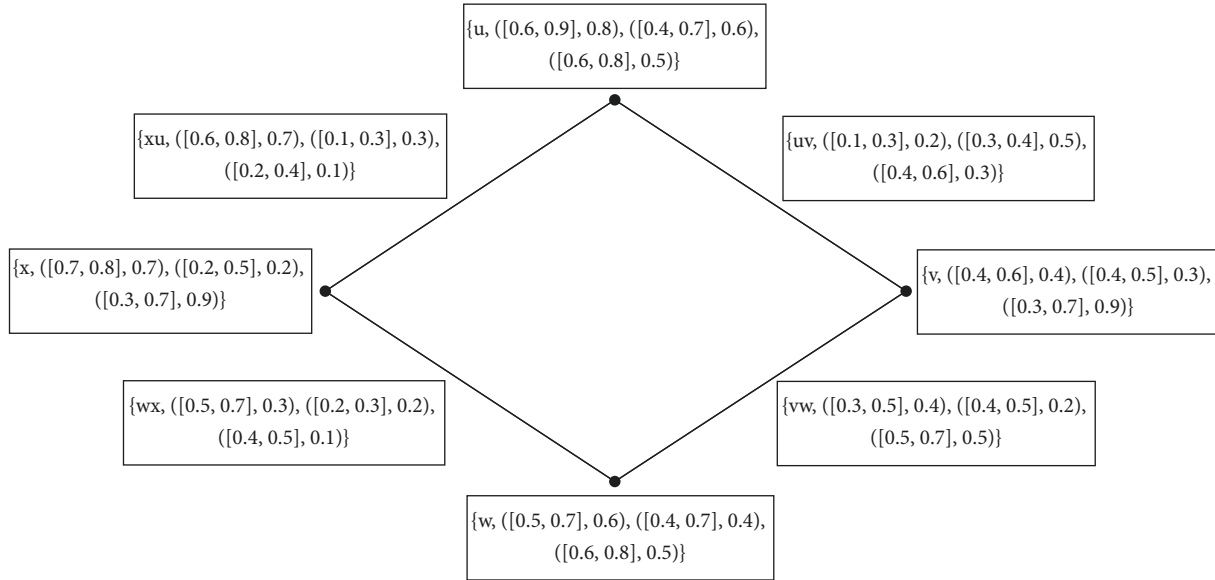 {u, ([0.6, 0.9], 0.8), ([0.4, 0.7], 0.6),
([0.6, 0.8], 0.5)}
{xu, ([0.6, 0.8], 0.7), ([0.1, 0.3], 0.3),
([0.2, 0.4], 0.1)}
{uv, ([0.1, 0.3], 0.2), ([0.3, 0.4], 0.5),
([0.4, 0.6], 0.3)}
{x, ([0.7, 0.8], 0.7), ([0.2, 0.5], 0.2),
([0.3, 0.7], 0.9)}
{v, ([0.4, 0.6], 0.4), ([0.4, 0.5], 0.3),
([0.3, 0.7], 0.9)}
{wx, ([0.5, 0.7], 0.3), ([0.2, 0.3], 0.2),
([0.4, 0.5], 0.1)}
{vw, ([0.3, 0.5], 0.4), ([0.4, 0.5], 0.2),
([0.5, 0.7], 0.5)}
{w, ([0.5, 0.7], 0.6), ([0.4, 0.7], 0.4),
([0.6, 0.8], 0.5)}